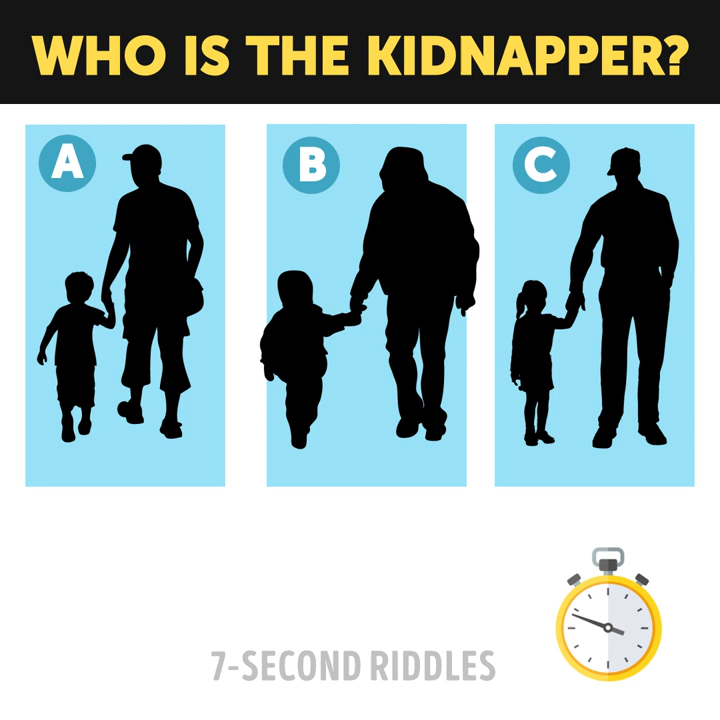 WHO IS THE KIDNAPPER?
A
B
C
7-SECOND RIDDLES